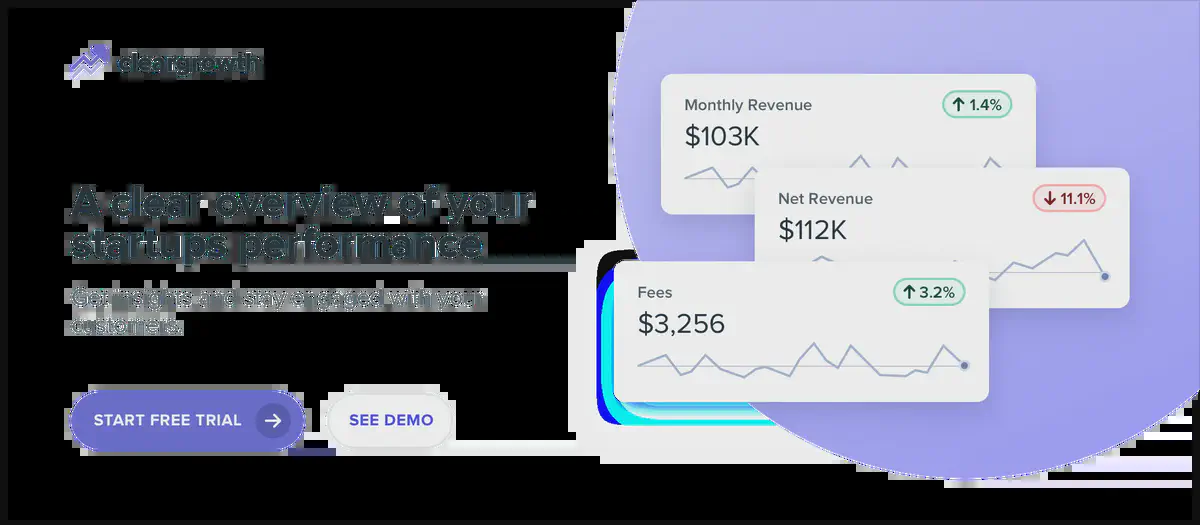 cleargrowth
A clear overview of your
startups performance
Get insights and stay engaged with your
customers.
START FREE TRIAL
SEE DEMO
Monthly Revenue
1.4%
$103K
Net Revenue
11.1%
$112K
Fees
3.2%
$3,256